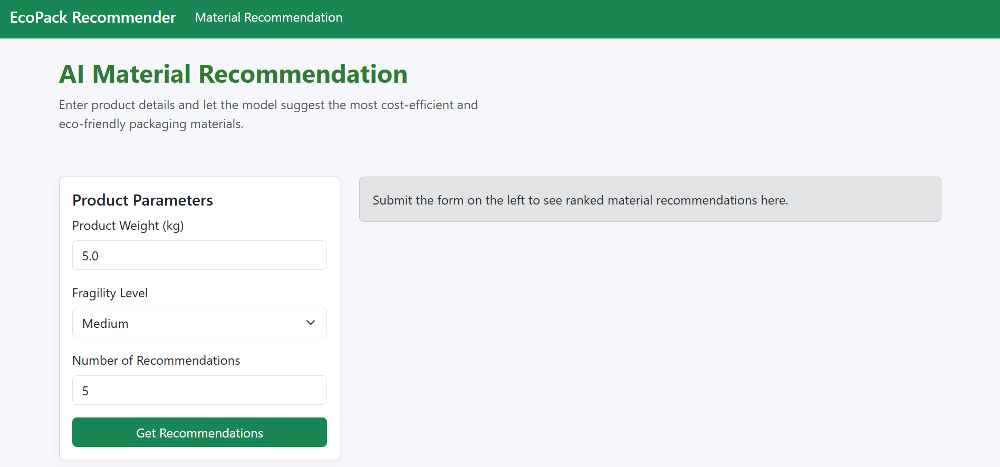 EcoPack Recommender
Material Recommendation
AI Material Recommendation
Enter product details and let the model suggest the most cost-efficient and
eco-friendly packaging materials.
Product Parameters
Product Weight (kg)
5.0
Fragility Level
Medium
Number of Recommendations
5
Get Recommendations
Submit the form on the left to see ranked material recommendations here.